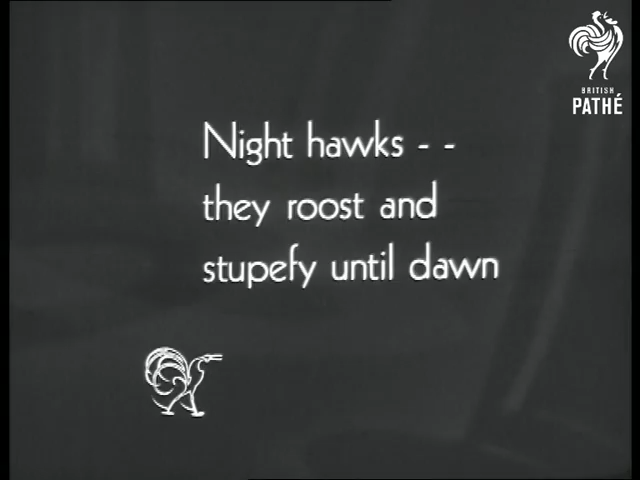 BRITISH
PATHÉ
Night hawks - -
they roost and
stupefy until dawn